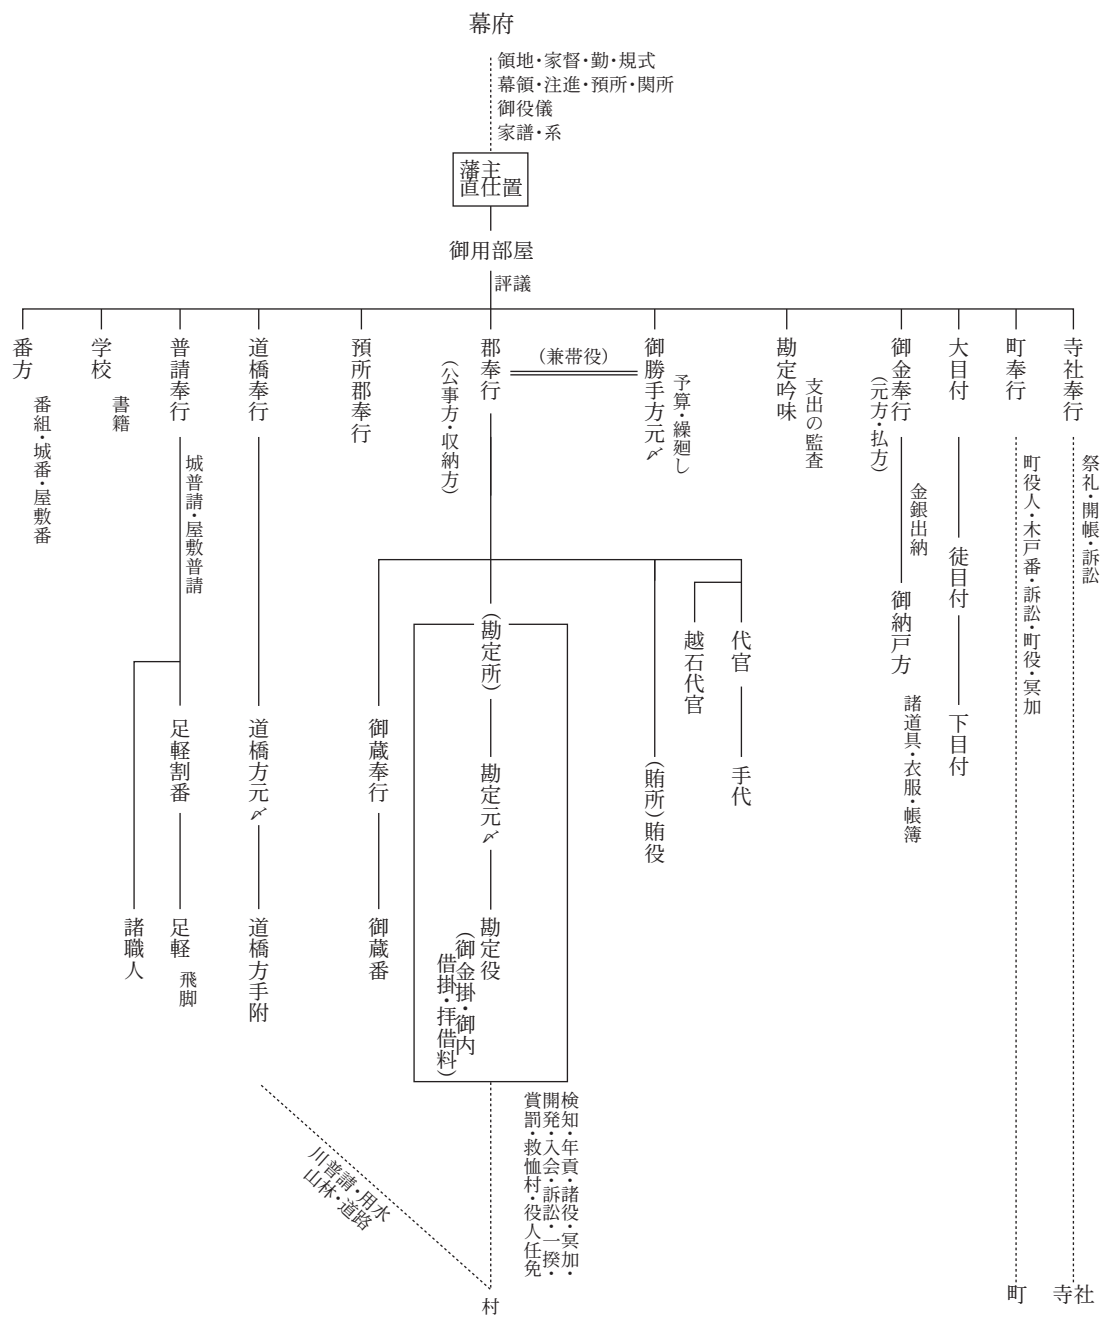 幕府
領地・家督・勤・規式
幕領・注進・預所・関所
御役儀
家譜・系
藩主
直仕置
御用部屋
評議
寺社奉行
祭礼・開帳・訴訟
町奉行
町役人・木戸番・訴訟・町役・冥加
大目付
徒目付
下目付
御金奉行
(元方・払方)
金銀出納
御納戸方
諸道具・衣服・帳簿
勘定吟味
支出の監査
御勝手方元〆
予算・繰廻し
(兼帯役)
郡奉行
(公事方・収納方)
預所郡奉行
道橋奉行
普請奉行
城普請・屋敷普請
学校
書籍
番方
番組・城番・屋敷番
代官
手代
越石代官
(賄所)賄役
(勘定所)
勘定元〆
勘定役
(御金掛・御内
借掛・拝借料)
御蔵奉行
御蔵番
道橋方元〆
道橋方手附
足軽割番
足軽
飛脚
諸職人
検知・年貢・諸役・冥加・
開発・入会・訴訟・一揆・
賞罰・救恤村・役人任免
川普請・用水
山林・道路
村
町
寺社